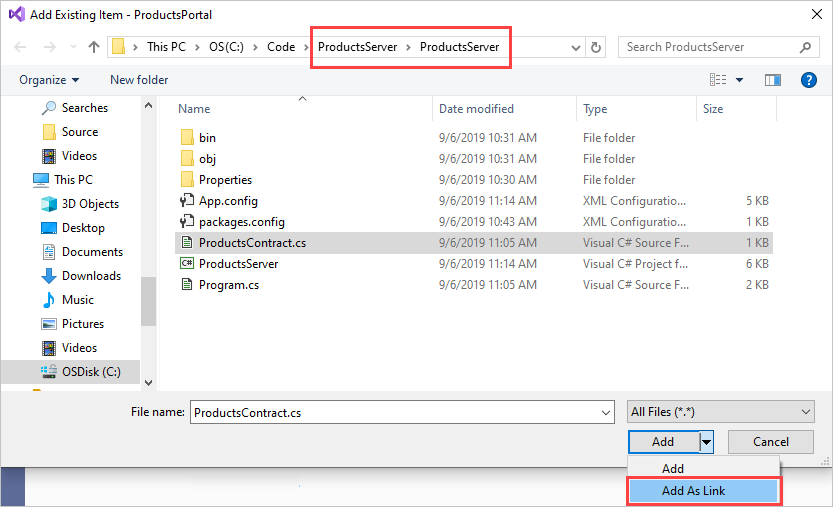 Add Existing Item - ProductsPortal
This PC > OS(C:) > Code > ProductsServer > ProductsServer
Search ProductsServer
Organize New folder
Searches
Source
Videos
This PC
3D Objects
Desktop
Documents
Downloads
Music
Pictures
Videos
OSDisk (C:)
Name Date modified Type Size
bin 9/6/2019 10:31 AM File folder
obj 9/6/2019 10:31 AM File folder
Properties 9/6/2019 10:30 AM File folder
App.config 9/6/2019 11:14 AM XML Configuratio... 5 KB
packages.config 9/6/2019 10:43 AM XML Configuratio... 1 KB
ProductsContract.cs 9/6/2019 11:05 AM Visual C# Source F... 1 KB
C# ProductsServer 9/6/2019 11:14 AM Visual C# Project f... 6 KB
Program.cs 9/6/2019 11:05 AM Visual C# Source F... 2 KB
File name: ProductsContract.cs All Files (*.*)
Add Cancel
Add
Add As Link